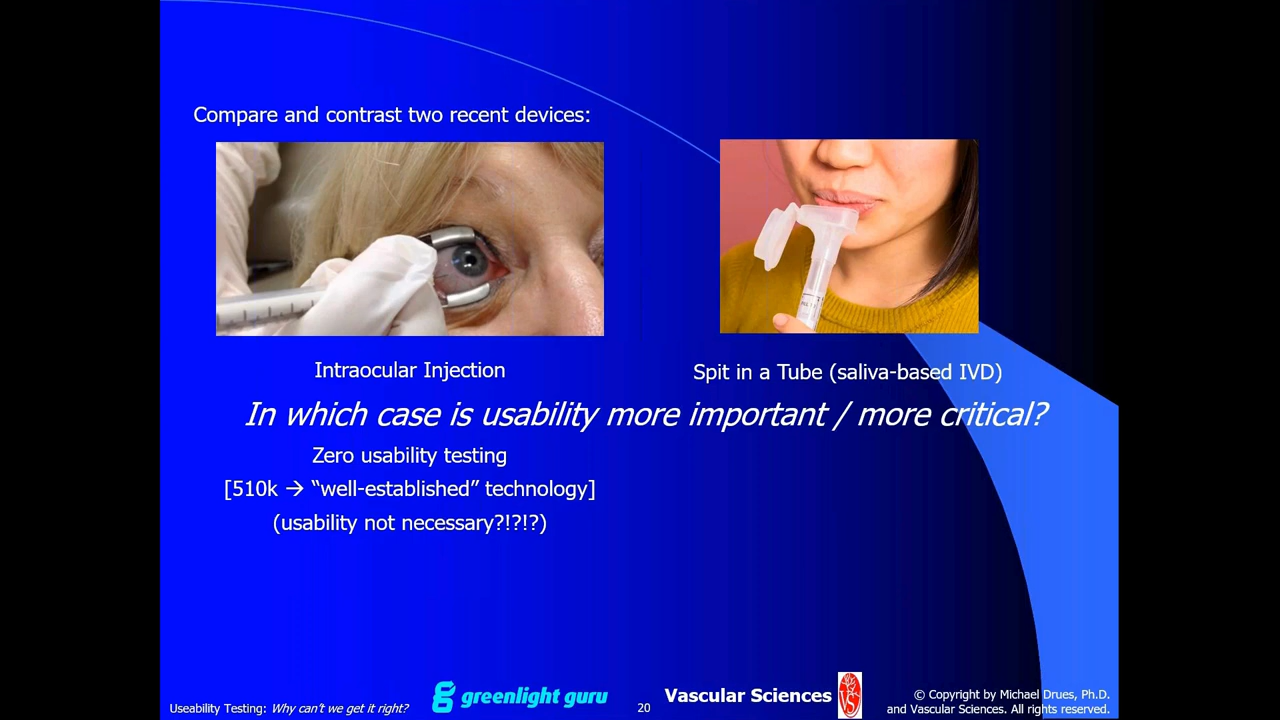 Compare and contrast two recent devices:
Intraocular Injection
Spit in a Tube (saliva-based IVD)
In which case is usability more important / more critical?
Zero usability testing
[510k → “well-established” technology]
(usability not necessary?!?!?)
Useability Testing: Why can’t we get it right?
greenlight guru
20
Vascular Sciences
VS
© Copyright by Michael Drues, Ph.D.
and Vascular Sciences. All rights reserved.